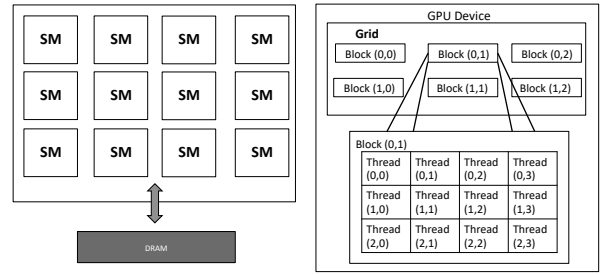 SM SM SM SM
SM SM SM SM
SM SM SM SM
DRAM
GPU Device
Grid
Block (0,0) Block (0,1) Block (0,2)
Block (1,0) Block (1,1) Block (1,2)
Block (0,1)
Thread Thread Thread Thread
(0,0) (0,1) (0,2) (0,3)
Thread Thread Thread Thread
(1,0) (1,1) (1,2) (1,3)
Thread Thread Thread Thread
(2,0) (2,1) (2,2) (2,3)